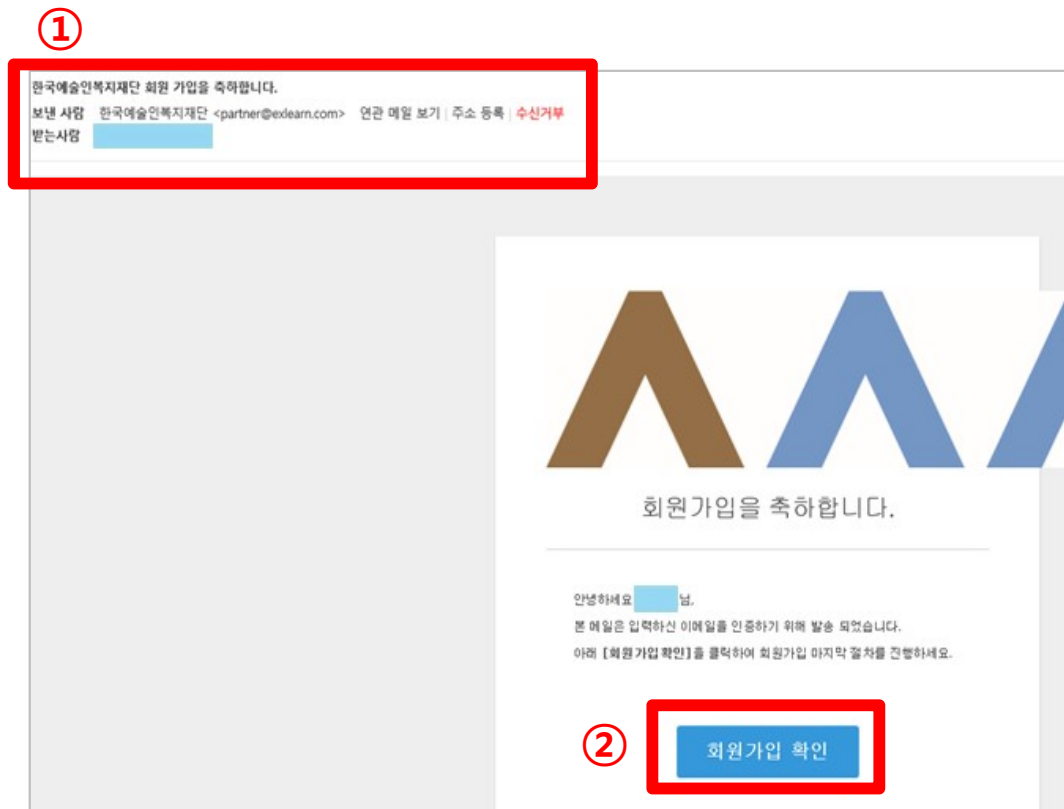 ①
한국예술인복지재단 회원 가입을 축하합니다.
보낸 사람 한국예술인복지재단 <partner@exlearn.com> 연관 메일 보기 | 주소 등록 | 수신거부
받는사람
회원가입을 축하합니다.
안녕하세요 님.
본 메일은 입력하신 이메일을 인증하기 위해 발송 되었습니다.
아래 [회원가입 확인]을 클릭하여 회원가입 마지막 절차를 진행하세요.
②
회원가입 확인